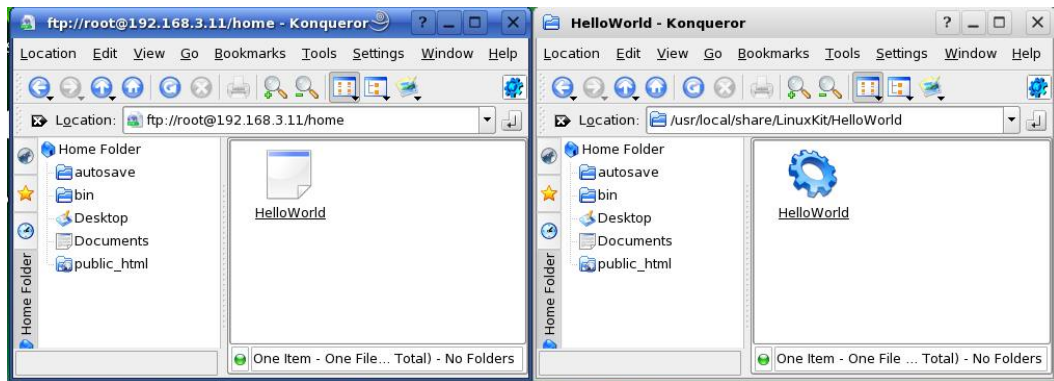 ftp://root@192.168.3.11/home - Konqueror
Location Edit View Go Bookmarks Tools Settings Window Help
Location: ftp://root@192.168.3.11/home
Home Folder
autosave
bin
Desktop
Documents
public_html
Home Folder
HelloWorld
One Item - One File... Total) - No Folders
HelloWorld - Konqueror
Location Edit View Go Bookmarks Tools Settings Window Help
Location: /usr/local/share/LinuxKit/HelloWorld
Home Folder
autosave
bin
Desktop
Documents
public_html
Home Folder
HelloWorld
One Item - One File ... Total) - No Folders